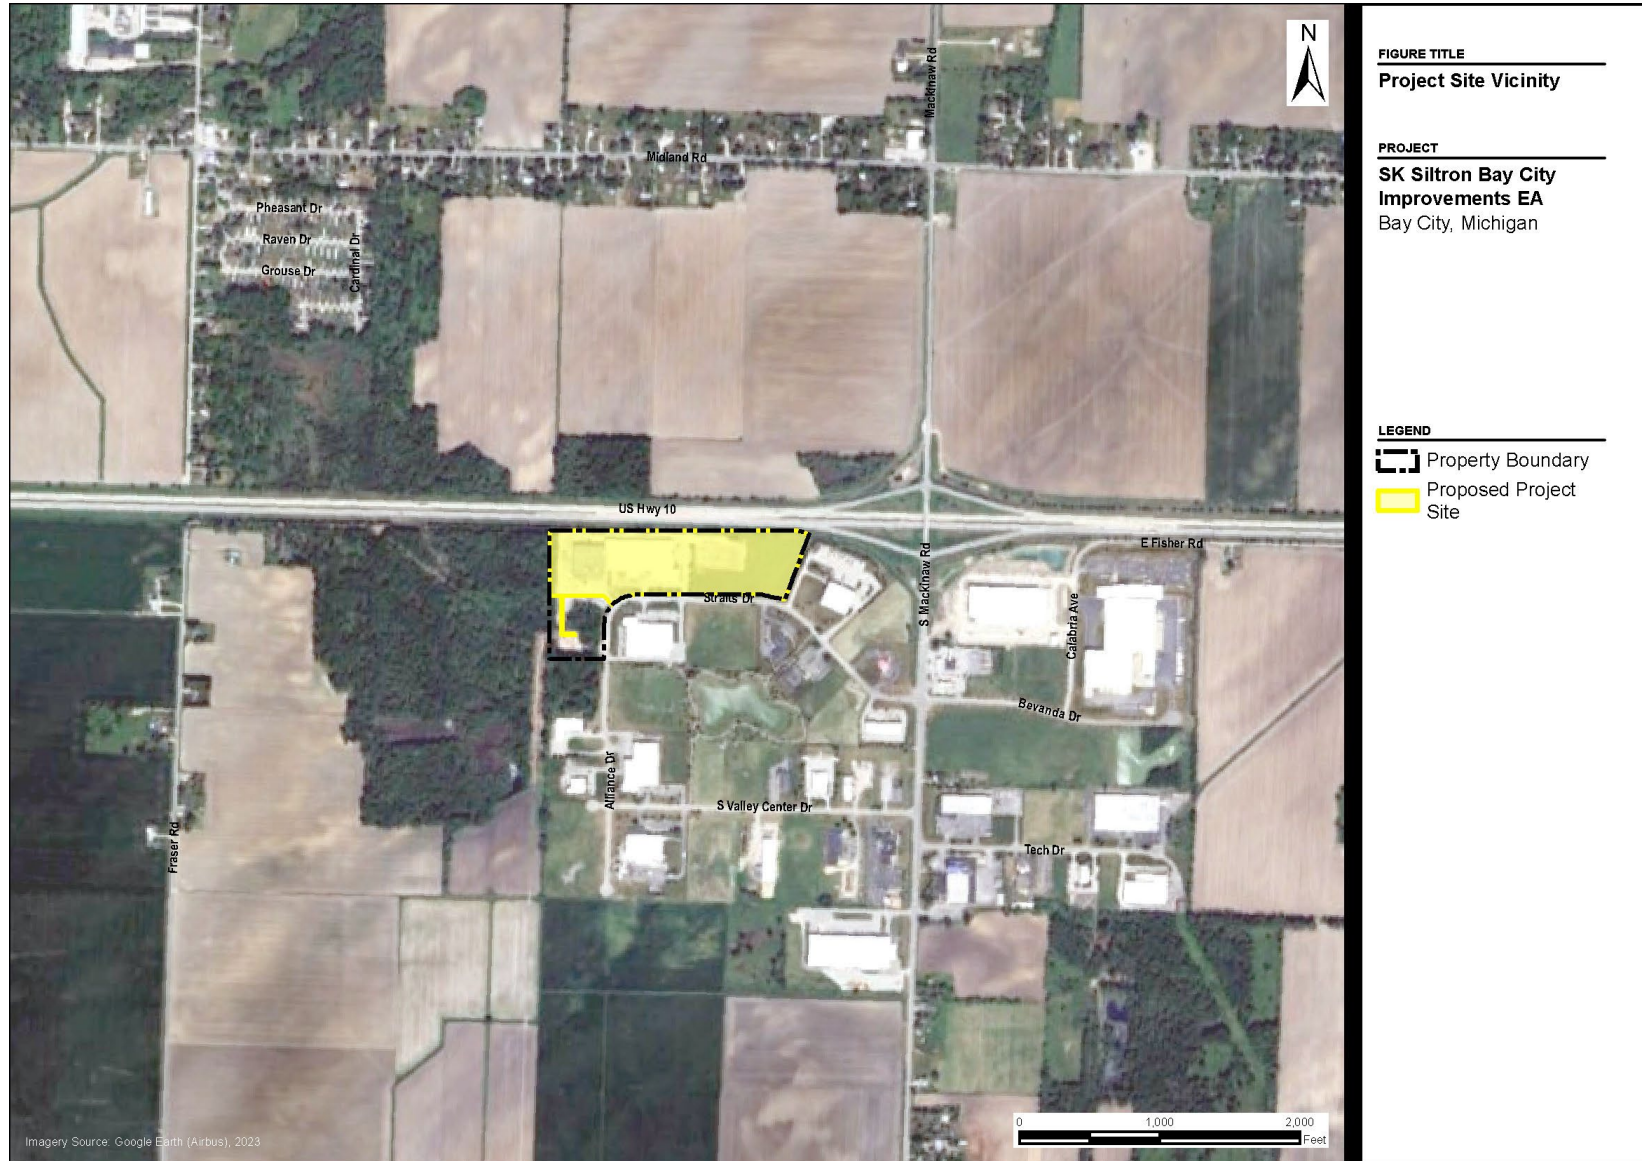 N
Mackinaw Rd
Midland Rd
Pheasant Dr
Raven Dr
Cardinal Dr
Grouse Dr
US Hwy 10
E Fisher Rd
S Mackinaw Rd
Straits Dr
Calabria Ave
Bevanda Dr
Alliance Dr
S Valley Center Dr
Fraser Rd
Tech Dr
0 1,000 2,000
Feet
Imagery Source: Google Earth (Airbus), 2023
FIGURE TITLE
Project Site Vicinity
PROJECT
SK Siltron Bay City
Improvements EA
Bay City, Michigan
LEGEND
Property Boundary
Proposed Project
Site